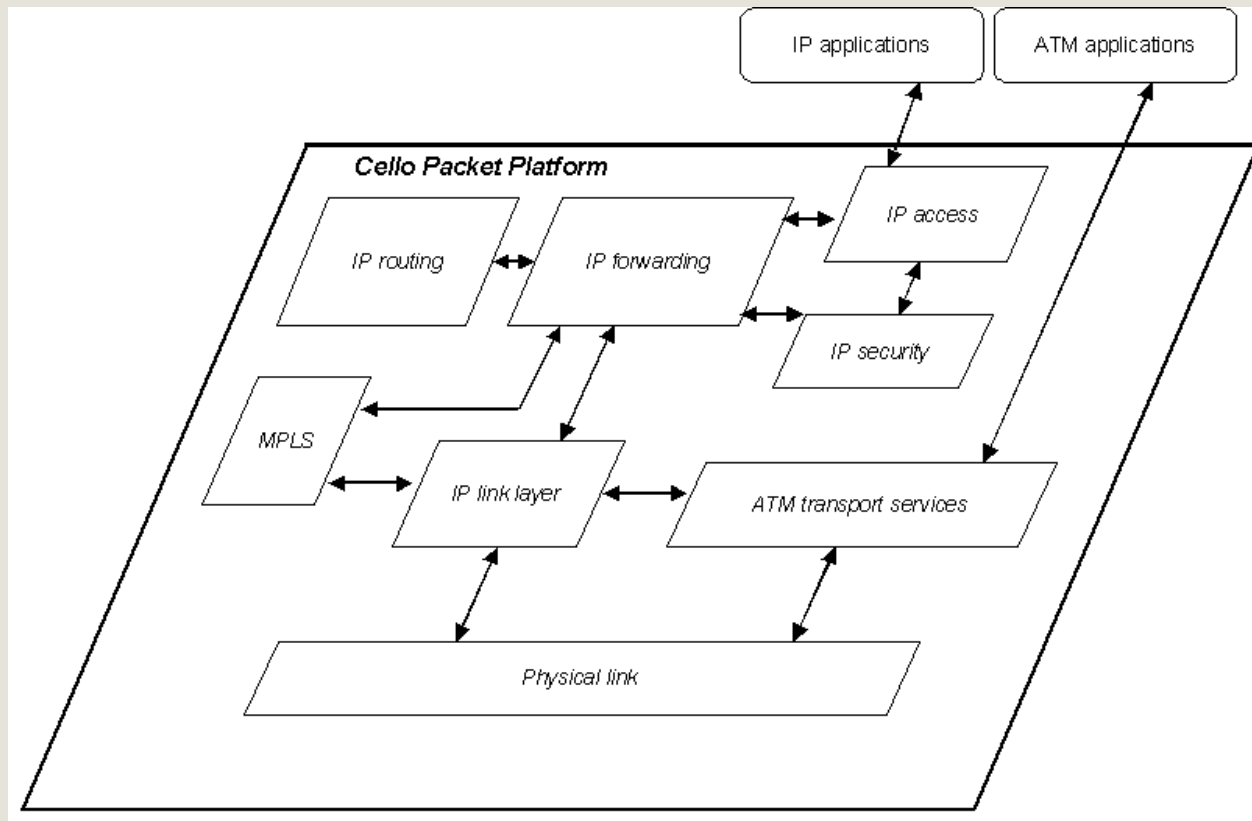 IP applications
ATM applications
Cello Packet Platform
IP routing
IP forwarding
IP access
IP security
MPLS
IP link layer
ATM transport services
Physical link